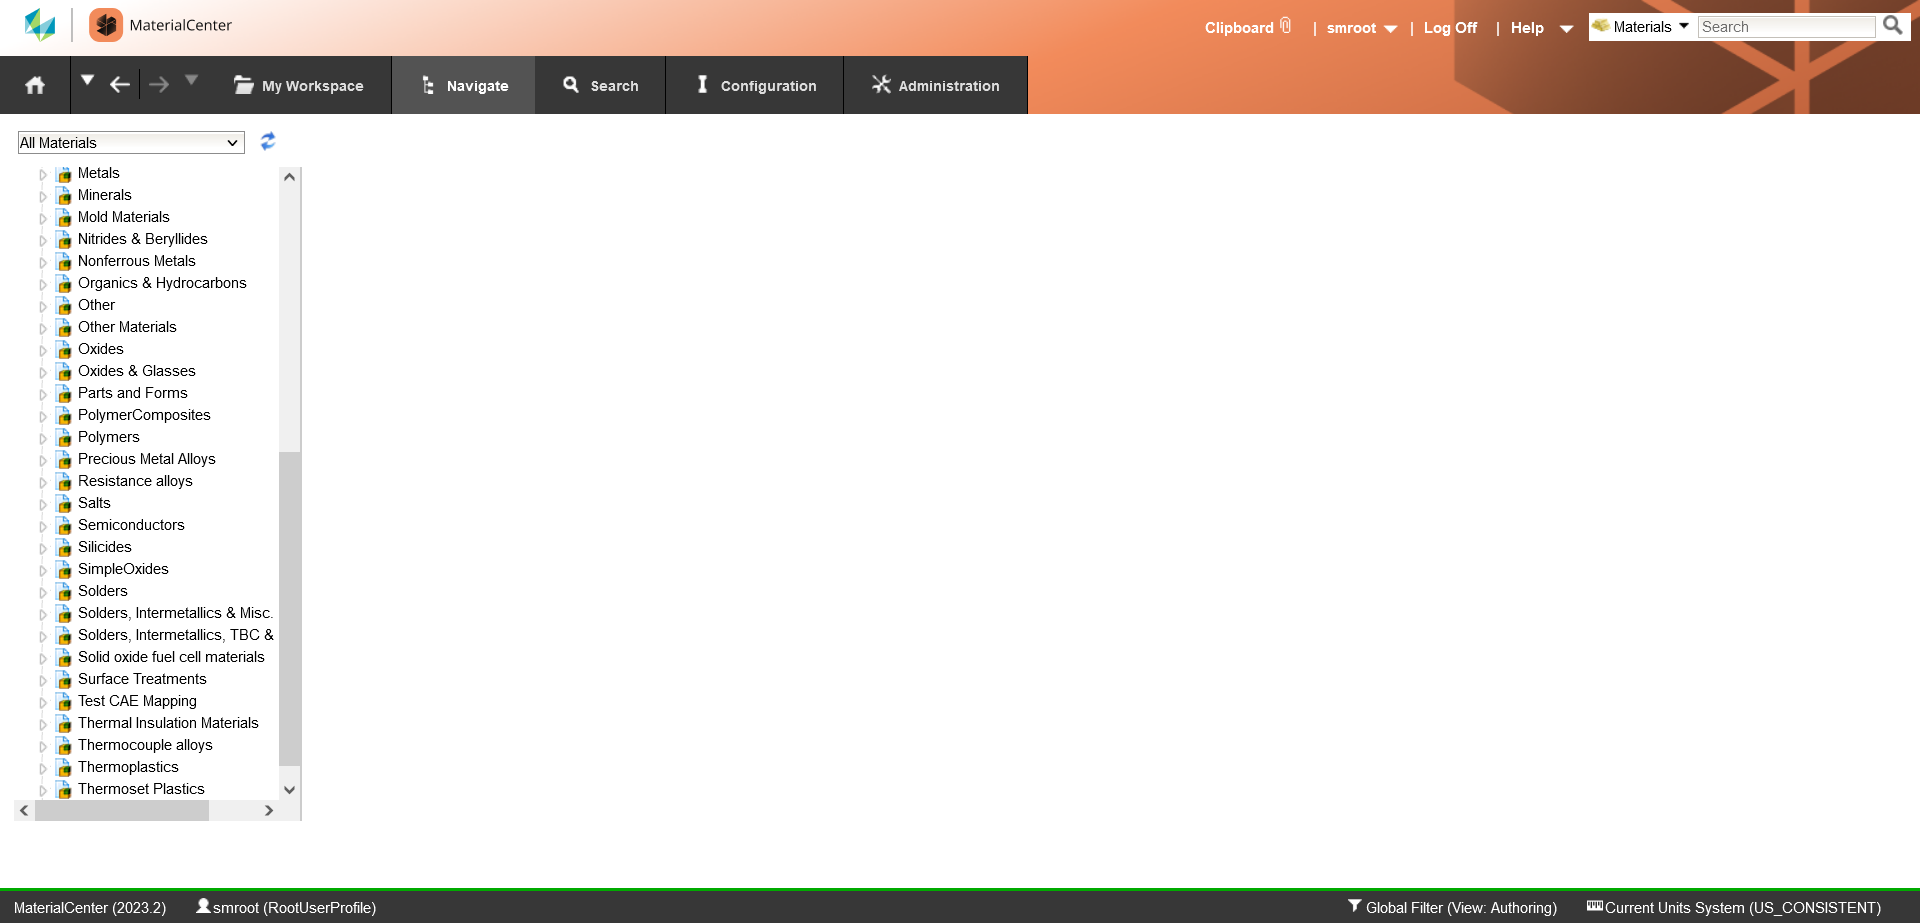 MaterialCenter
Clipboard | smroot | Log Off | Help Materials Search
My Workspace Navigate Search Configuration Administration
All Materials
Metals
Minerals
Mold Materials
Nitrides & Beryllides
Nonferrous Metals
Organics & Hydrocarbons
Other
Other Materials
Oxides
Oxides & Glasses
Parts and Forms
PolymerComposites
Polymers
Precious Metal Alloys
Resistance alloys
Salts
Semiconductors
Silicides
SimpleOxides
Solders
Solders, Intermetallics & Misc.
Solders, Intermetallics, TBC &
Solid oxide fuel cell materials
Surface Treatments
Test CAE Mapping
Thermal Insulation Materials
Thermocouple alloys
Thermoplastics
Thermoset Plastics
MaterialCenter (2023.2) smroot (RootUserProfile) Global Filter (View: Authoring) Current Units System (US_CONSISTENT)